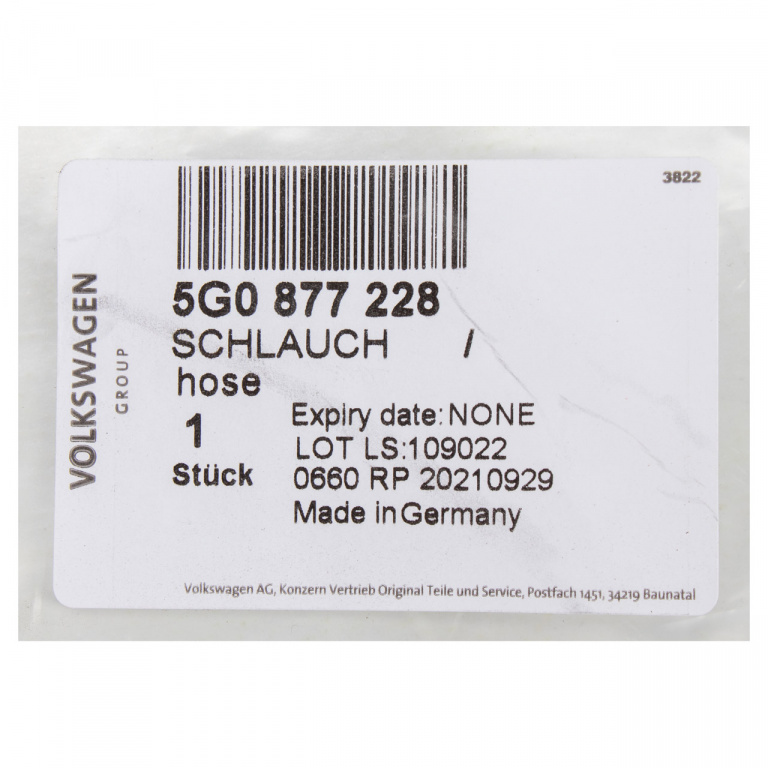 3822
5G0 877 228
SCHLAUCH /
hose
1
Stück
Expiry date: NONE
LOT LS:109022
0660 RP 20210929
Made in Germany
VOLKSWAGEN
GROUP
Volkswagen AG, Konzern Vertrieb Original Teile und Service, Postfach 1451, 34219 Baunatal